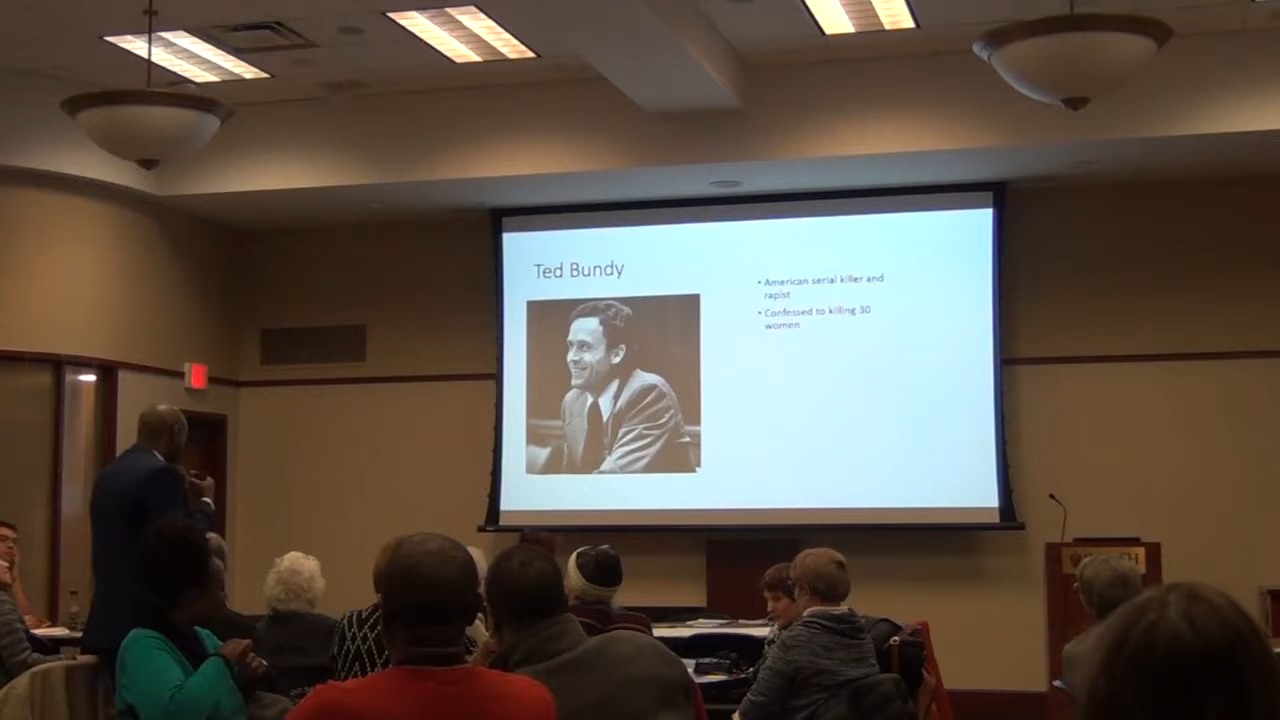 Ted Bundy
• American serial killer and
rapist
• Confessed to killing 30
women